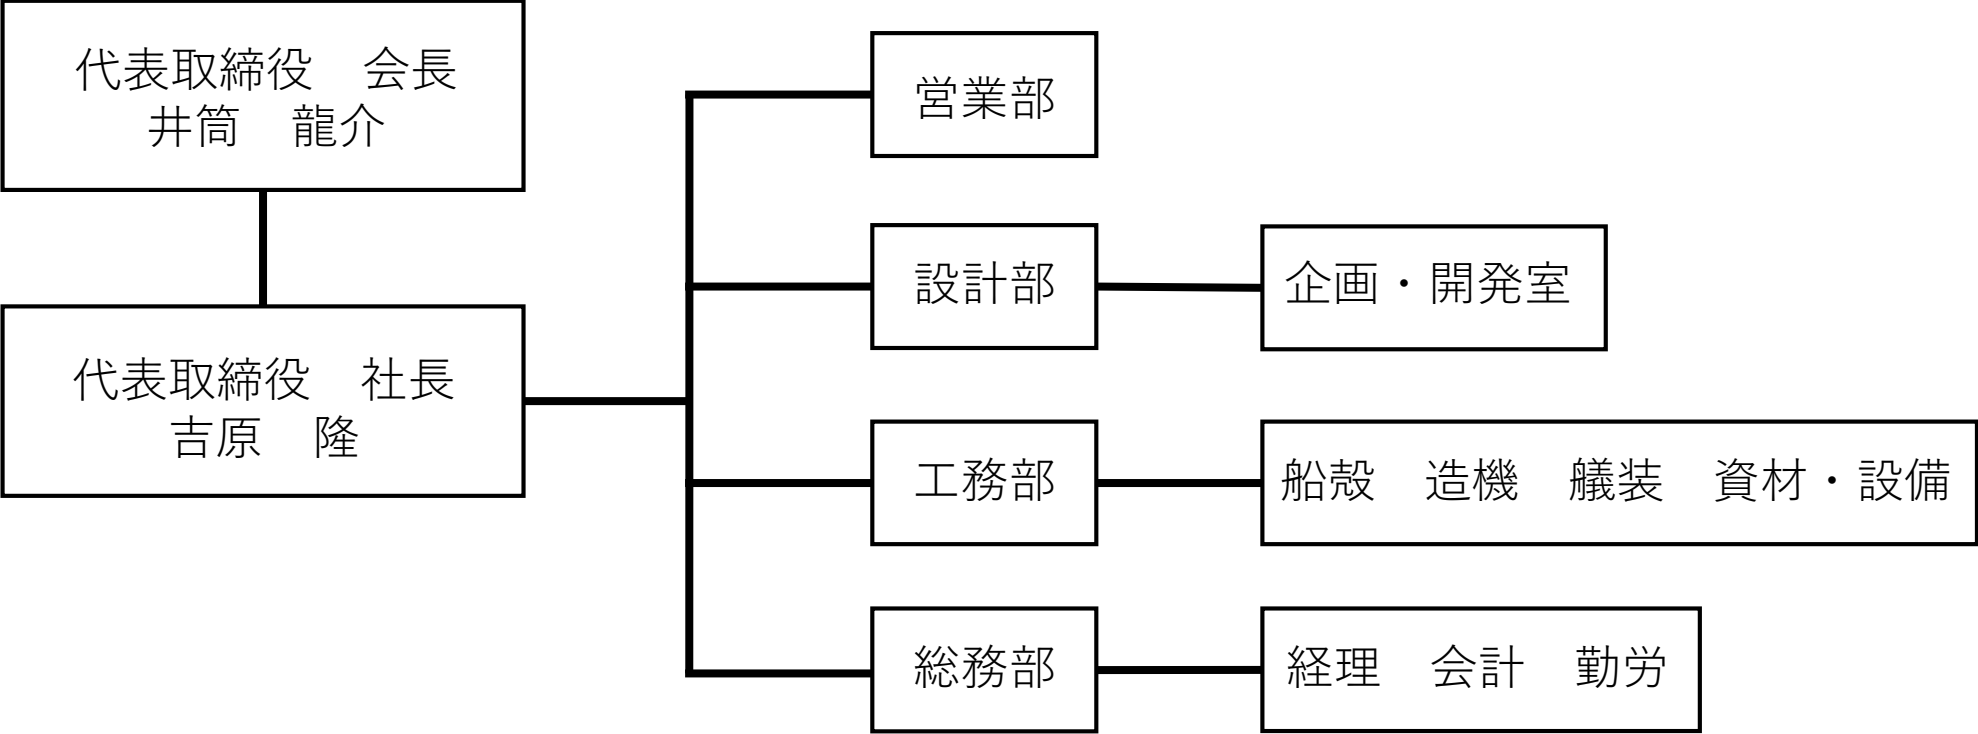 代表取締役　会長
井筒　龍介
代表取締役　社長
吉原　隆
営業部
設計部
企画・開発室
工務部
船殻　造機　艤装　資材・設備
総務部
経理　会計　勤労